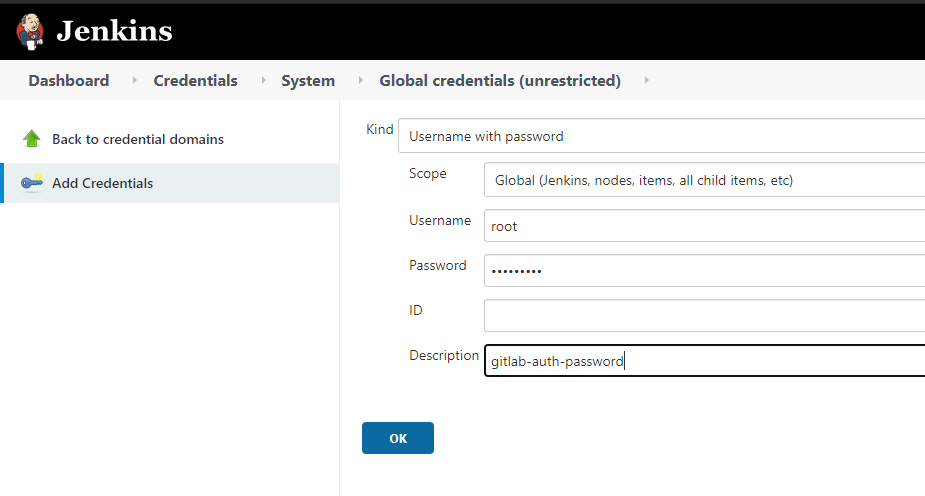 Jenkins
Dashboard Credentials System Global credentials (unrestricted)
Back to credential domains
Add Credentials
Kind Username with password
Scope Global (Jenkins, nodes, items, all child items, etc)
Username root
Password •••••••••
ID
Description gitlab-auth-password
OK